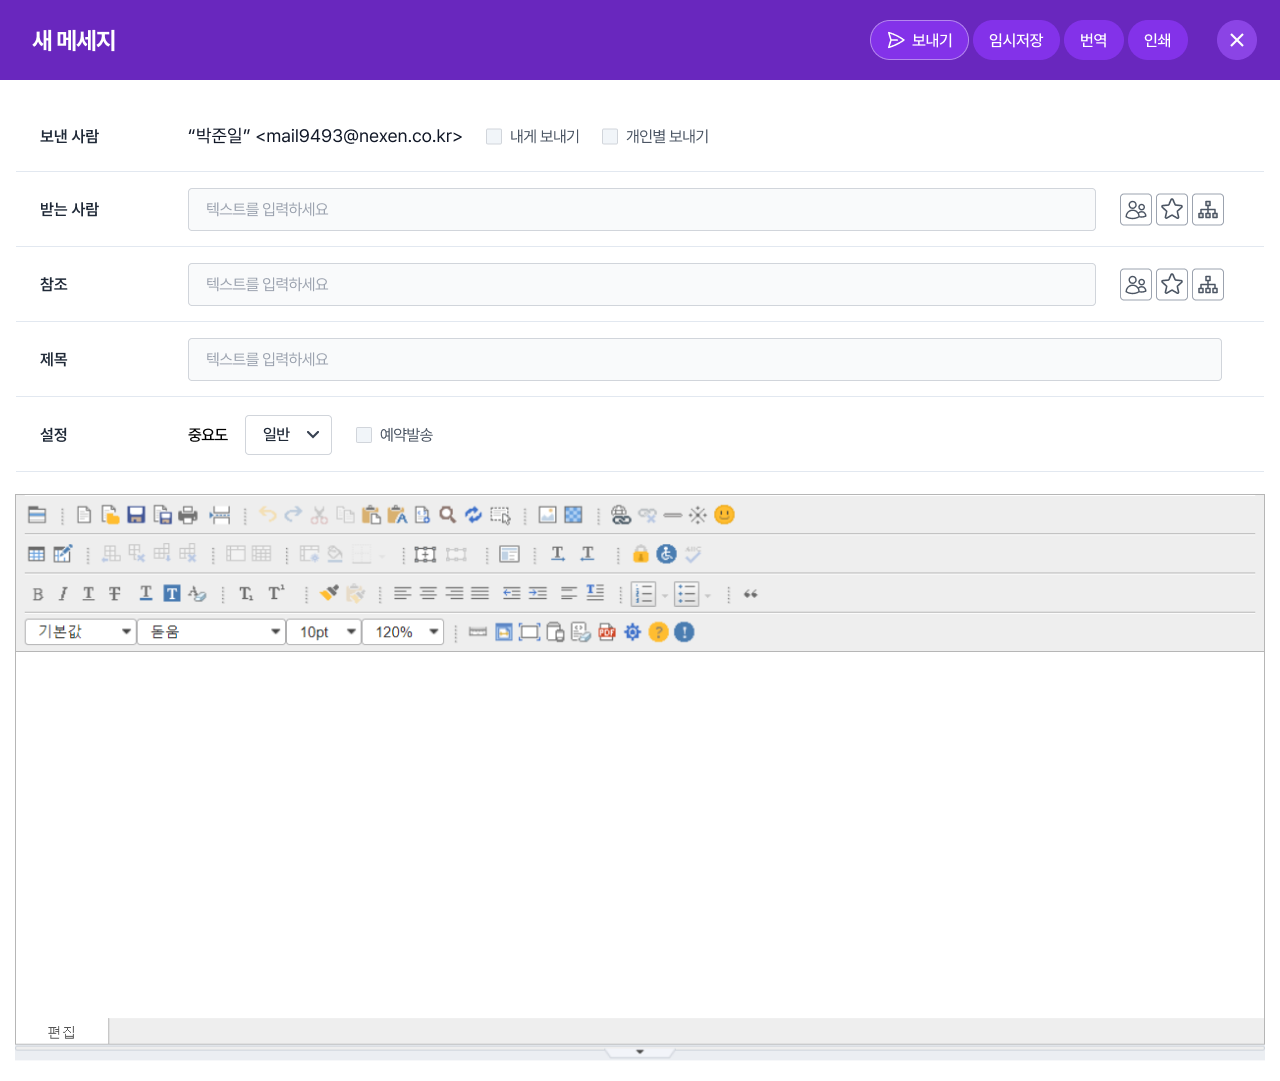 새 메세지
보내기 임시저장 번역 인쇄
보낸 사람 “박준일” <mail9493@nexen.co.kr> 내게 보내기 개인별 보내기
받는 사람 텍스트를 입력하세요
참조 텍스트를 입력하세요
제목 텍스트를 입력하세요
설정 중요도 일반 예약발송
기본값 돋움 10pt 120%
편집